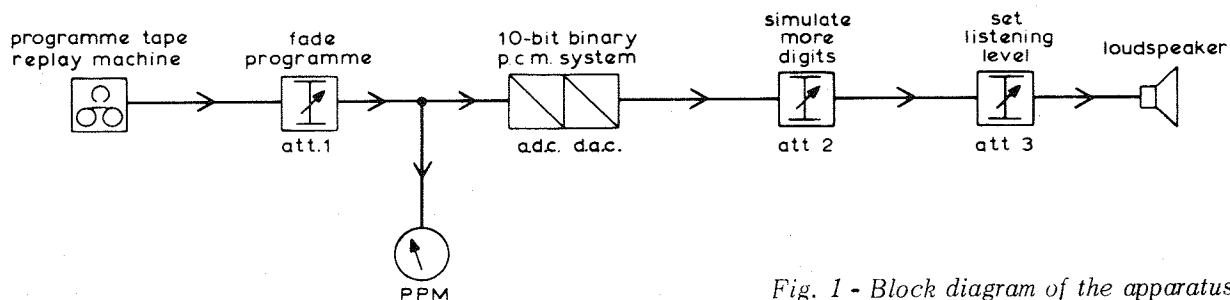 programme tape
replay machine
fade
programme
att.1
PPM
10-bit binary
p.c.m. system
a.d.c. d.a.c.
simulate
more
digits
att 2
set
listening
level
att 3
loudspeaker
Fig. 1 - Block diagram of the apparatus